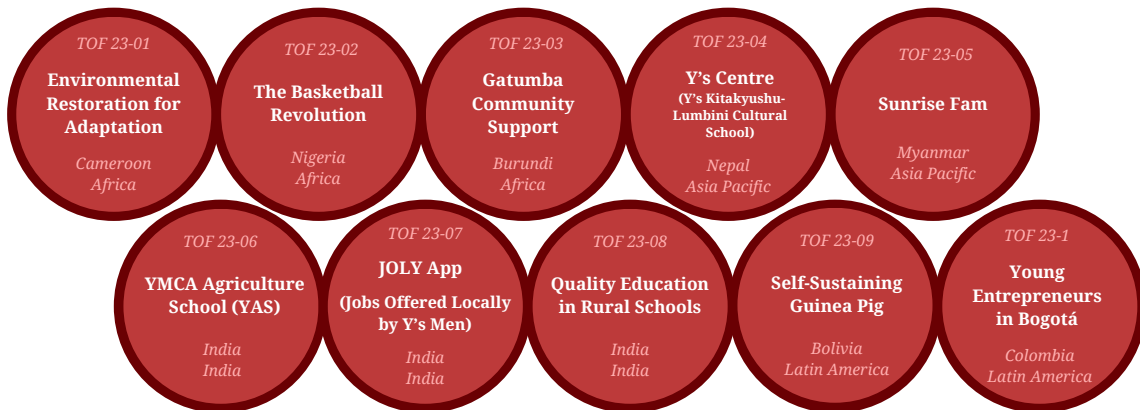 TOF 23-01
Environmental
Restoration for
Adaptation
Cameroon
Africa
TOF 23-02
The Basketball
Revolution
Nigeria
Africa
TOF 23-03
Gatumba
Community
Support
Burundi
Africa
TOF 23-04
Y's Centre
(Y's Kitakyushu-
Lumbini Cultural
School)
Nepal
Asia Pacific
TOF 23-05
Sunrise Fam
Myanmar
Asia Pacific
TOF 23-06
YMCA Agriculture
School (YAS)
India
India
TOF 23-07
JOLY App
(Jobs Offered Locally
by Y's Men)
India
India
TOF 23-08
Quality Education
in Rural Schools
India
India
TOF 23-09
Self-Sustaining
Guinea Pig
Bolivia
Latin America
TOF 23-1
Young
Entrepreneurs
in Bogotá
Colombia
Latin America